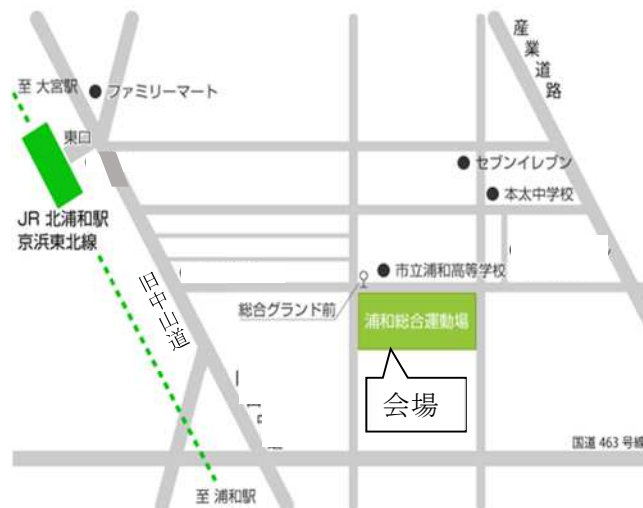 産業道路
至 大宮駅
ファミリーマート
東口
セブンイレブン
本太中学校
JR 北浦和駅
京浜東北線
市立浦和高等学校
総合グランド前
旧中山道
浦和総合運動場
会場
国道 463 号線
至 浦和駅